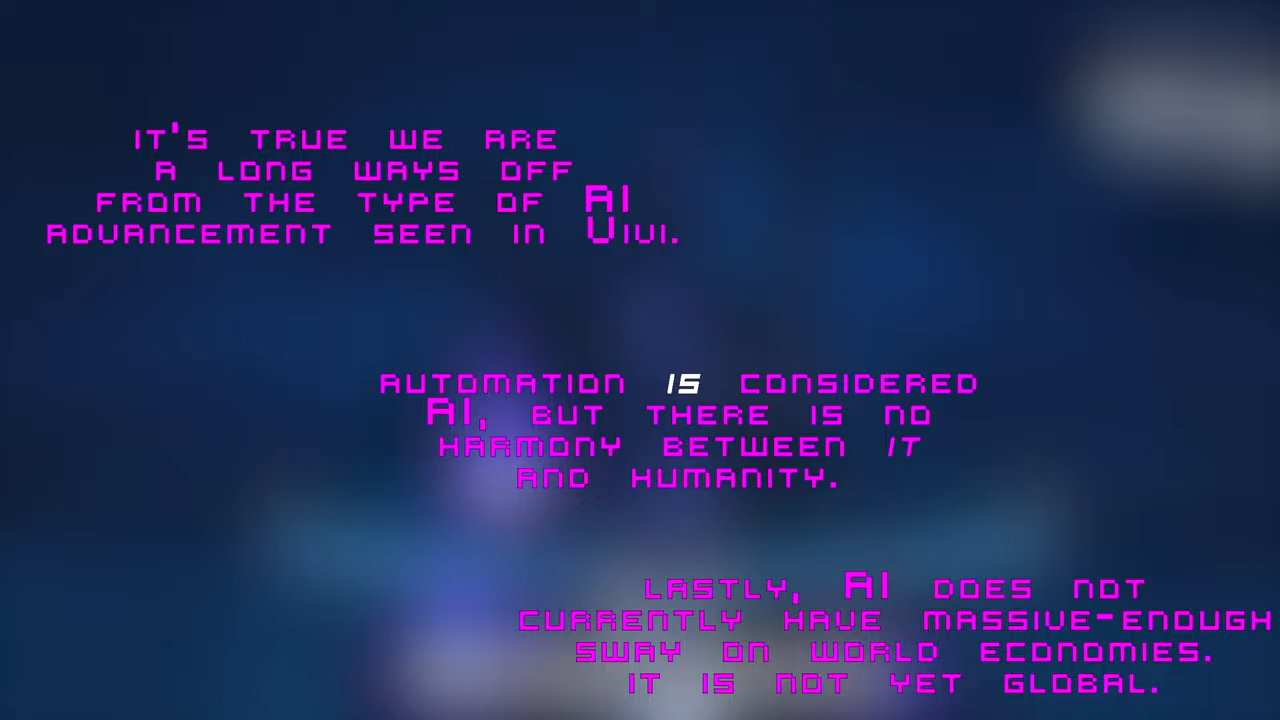 IT'S TRUE WE ARE
A LONG WAYS OFF
FROM THE TYPE OF AI
ADVANCEMENT SEEN IN VIVI.
AUTOMATION IS CONSIDERED
AI, BUT THERE IS NO
HARMONY BETWEEN IT
AND HUMANITY.
LASTLY, AI DOES NOT
CURRENTLY HAVE MASSIVE-ENOUGH
SWAY ON WORLD ECONOMIES.
IT IS NOT YET GLOBAL.